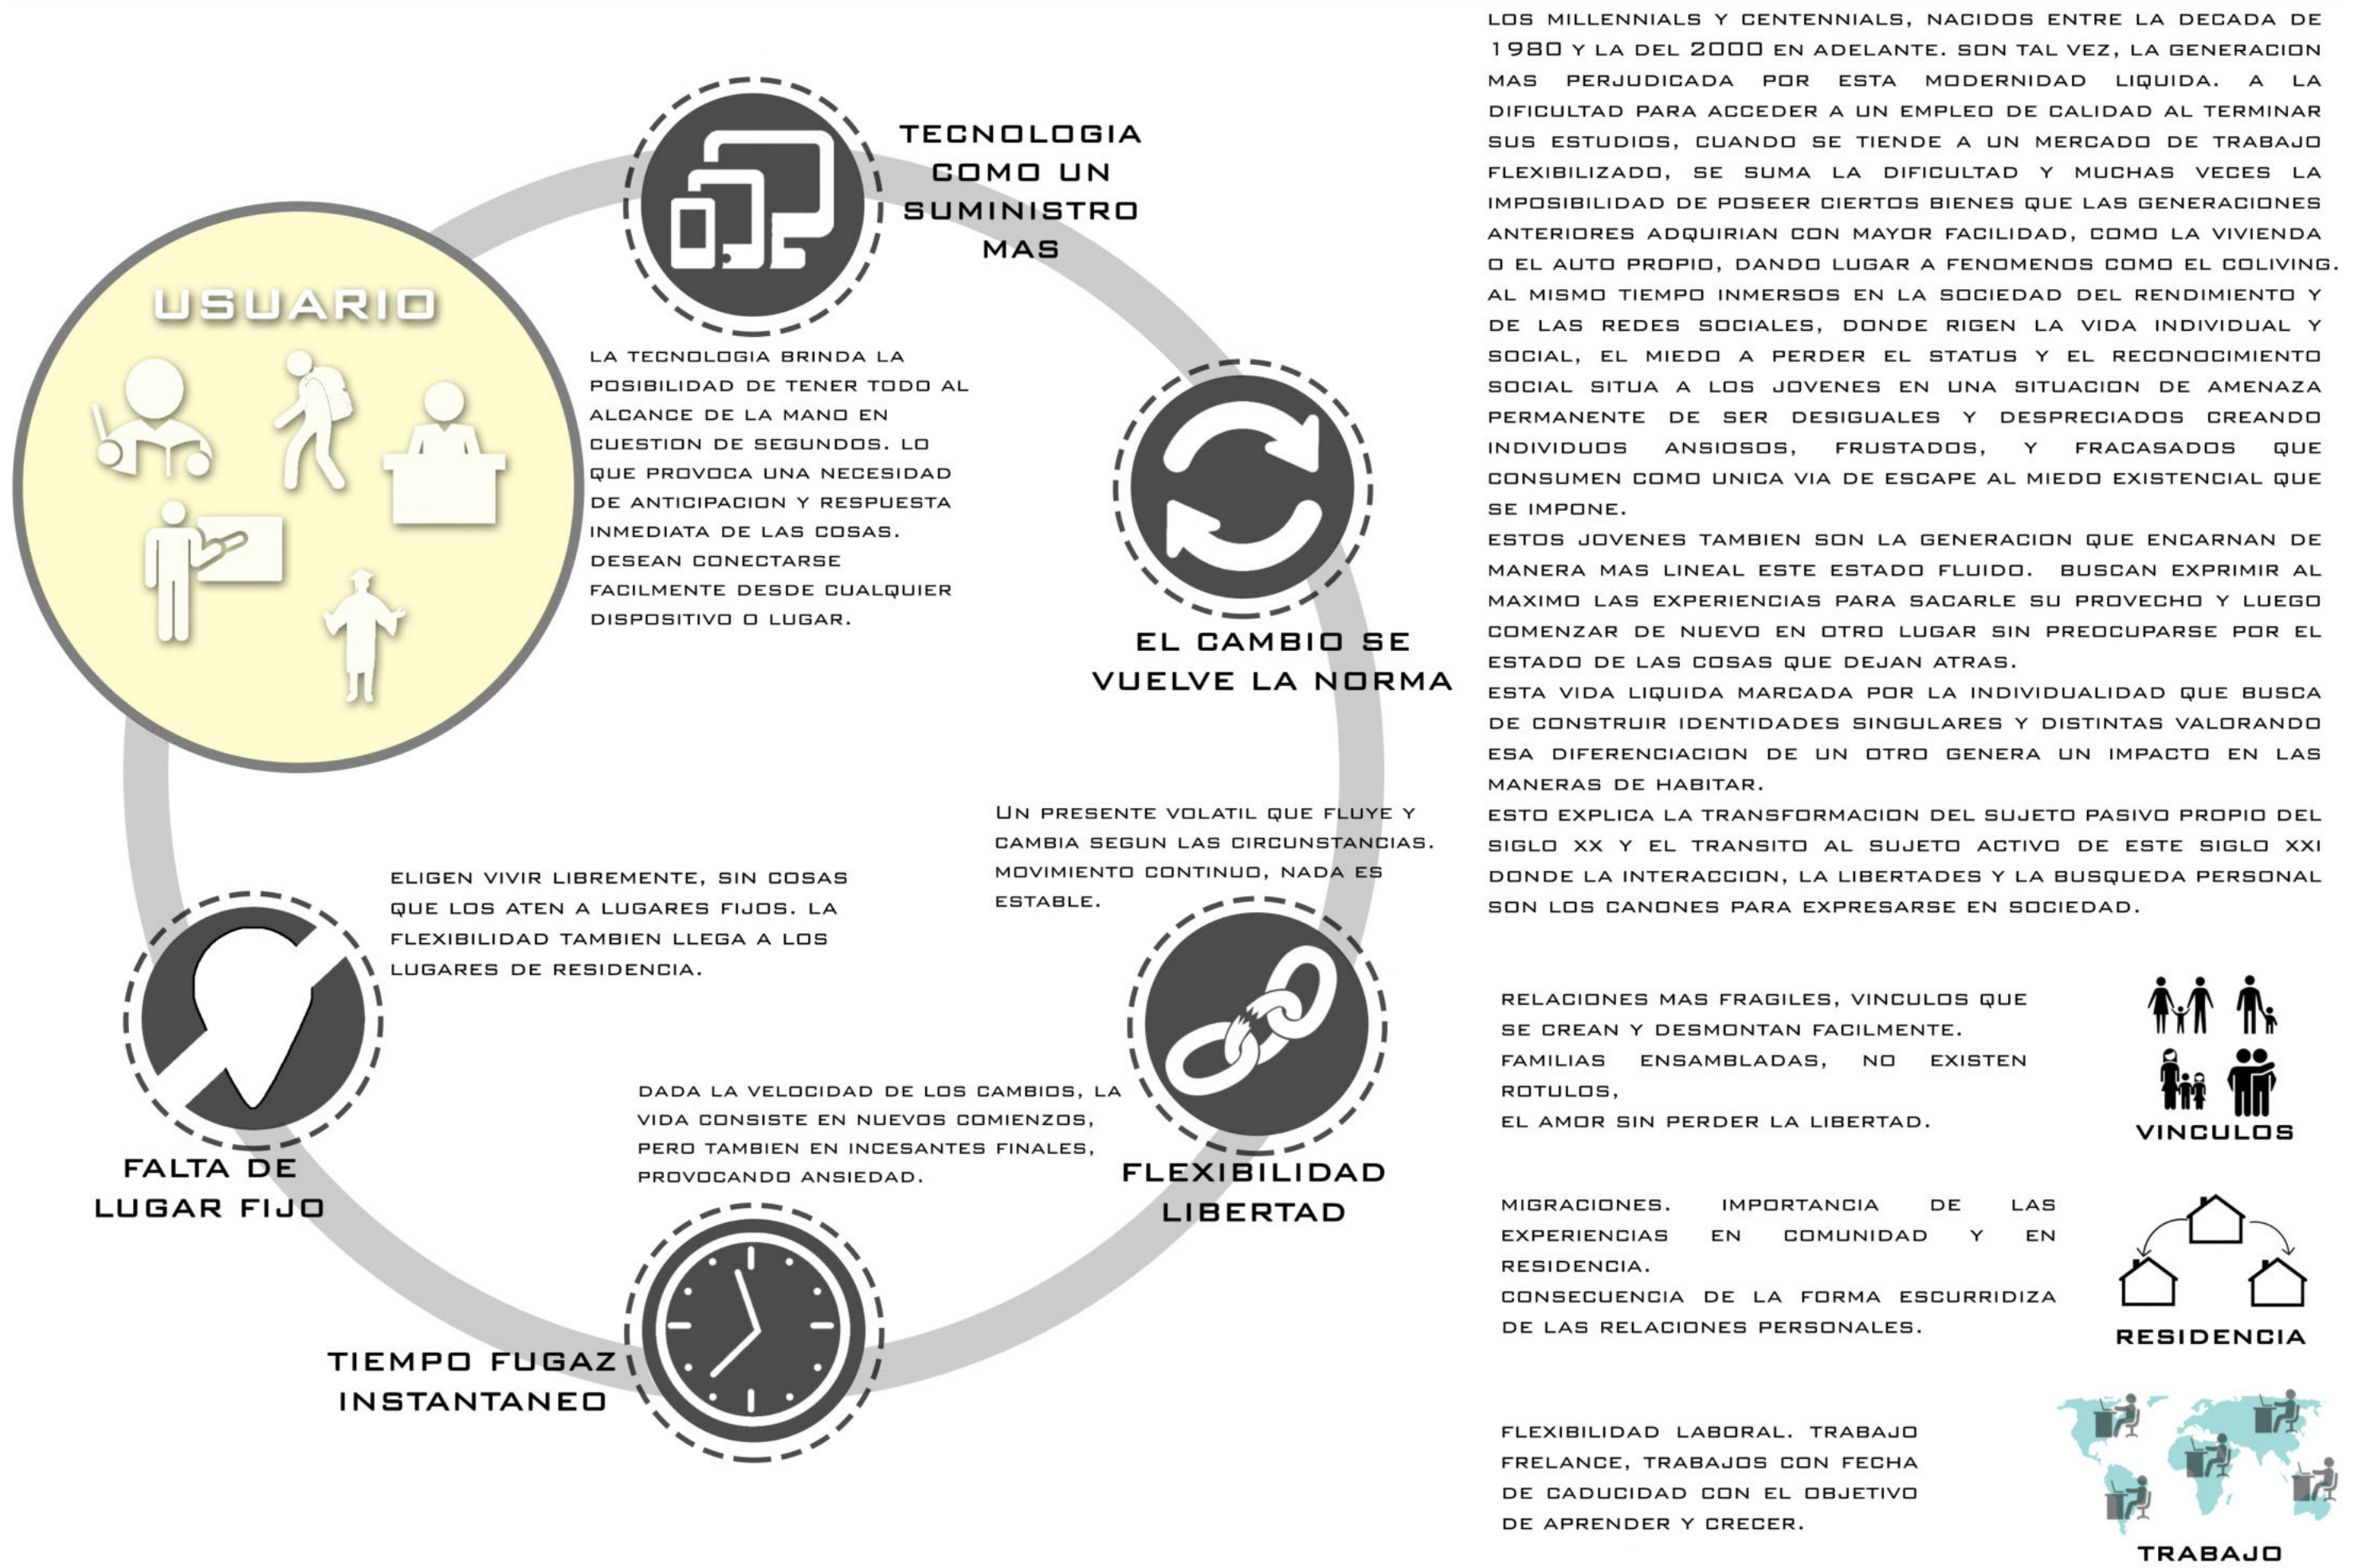 USUARIO
TECNOLOGIA
COMO UN
SUMINISTRO
MAS
LA TECNOLOGIA BRINDA LA
POSIBILIDAD DE TENER TODO AL
ALCANCE DE LA MANO EN
CUESTION DE SEGUNDOS. LO
QUE PROVOCA UNA NECESIDAD
DE ANTICIPACION Y RESPUESTA
INMEDIATA DE LAS COSAS.
DESEAN CONECTARSE
FACILMENTE DESDE CUALQUIER
DISPOSITIVO O LUGAR.
EL CAMBIO SE
VUELVE LA NORMA
UN PRESENTE VOLATIL QUE FLUYE Y
CAMBIA SEGUN LAS CIRCUNSTANCIAS.
MOVIMIENTO CONTINUO, NADA ES
ESTABLE.
FLEXIBILIDAD
LIBERTAD
DADA LA VELOCIDAD DE LOS CAMBIOS, LA
VIDA CONSISTE EN NUEVOS COMIENZOS,
PERO TAMBIEN EN INCESANTES FINALES,
PROVOCANDO ANSIEDAD.
TIEMPO FUGAZ
INSTANTANEO
ELIGEN VIVIR LIBREMENTE, SIN COSAS
QUE LOS ATEN A LUGARES FIJOS. LA
FLEXIBILIDAD TAMBIEN LLEGA A LOS
LUGARES DE RESIDENCIA.
FALTA DE
LUGAR FIJO
LOS MILLENNIALS Y CENTENNIALS, NACIDOS ENTRE LA DECADA DE
1980 Y LA DEL 2000 EN ADELANTE. SON TAL VEZ, LA GENERACION
MAS PERJUDICADA POR ESTA MODERNIDAD LIQUIDA. A LA
DIFICULTAD PARA ACCEDER A UN EMPLEO DE CALIDAD AL TERMINAR
SUS ESTUDIOS, CUANDO SE TIENDE A UN MERCADO DE TRABAJO
FLEXIBILIZADO, SE SUMA LA DIFICULTAD Y MUCHAS VECES LA
IMPOSIBILIDAD DE POSEER CIERTOS BIENES QUE LAS GENERACIONES
ANTERIORES ADQUIRIAN CON MAYOR FACILIDAD, COMO LA VIVIENDA
O EL AUTO PROPIO, DANDO LUGAR A FENOMENOS COMO EL COLIVING.
AL MISMO TIEMPO INMERSOS EN LA SOCIEDAD DEL RENDIMIENTO Y
DE LAS REDES SOCIALES, DONDE RIGEN LA VIDA INDIVIDUAL Y
SOCIAL, EL MIEDO A PERDER EL STATUS Y EL RECONOCIMIENTO
SOCIAL SITUA A LOS JOVENES EN UNA SITUACION DE AMENAZA
PERMANENTE DE SER DESIGUALES Y DESPRECIADOS CREANDO
INDIVIDUOS ANSIOSOS, FRUSTADOS, Y FRACASADOS QUE
CONSUMEN COMO UNICA VIA DE ESCAPE AL MIEDO EXISTENCIAL QUE
SE IMPONE.
ESTOS JOVENES TAMBIEN SON LA GENERACION QUE ENCARNAN DE
MANERA MAS LINEAL ESTE ESTADO FLUIDO. BUSCAN EXPRIMIR AL
MAXIMO LAS EXPERIENCIAS PARA SACARLE SU PROVECHO Y LUEGO
COMENZAR DE NUEVO EN OTRO LUGAR SIN PREOCUPARSE POR EL
ESTADO DE LAS COSAS QUE DEJAN ATRAS.
ESTA VIDA LIQUIDA MARCADA POR LA INDIVIDUALIDAD QUE BUSCA
DE CONSTRUIR IDENTIDADES SINGULARES Y DISTINTAS VALORANDO
ESA DIFERENCIACION DE UN OTRO GENERA UN IMPACTO EN LAS
MANERAS DE HABITAR.
ESTO EXPLICA LA TRANSFORMACION DEL SUJETO PASIVO PROPIO DEL
SIGLO XX Y EL TRANSITO AL SUJETO ACTIVO DE ESTE SIGLO XXI
DONDE LA INTERACCION, LA LIBERTADES Y LA BUSQUEDA PERSONAL
SON LOS CANONES PARA EXPRESARSE EN SOCIEDAD.
RELACIONES MAS FRAGILES, VINCULOS QUE
SE CREAN Y DESMONTAN FACILMENTE.
FAMILIAS ENSAMBLADAS, NO EXISTEN
ROTULOS,
EL AMOR SIN PERDER LA LIBERTAD.
VINCULOS
MIGRACIONES. IMPORTANCIA DE LAS
EXPERIENCIAS EN COMUNIDAD Y EN
RESIDENCIA.
CONSECUENCIA DE LA FORMA ESCURRIDIZA
DE LAS RELACIONES PERSONALES.
RESIDENCIA
FLEXIBILIDAD LABORAL. TRABAJO
FRELANCE, TRABAJOS CON FECHA
DE CADUCIDAD CON EL OBJETIVO
DE APRENDER Y CRECER.
TRABAJO